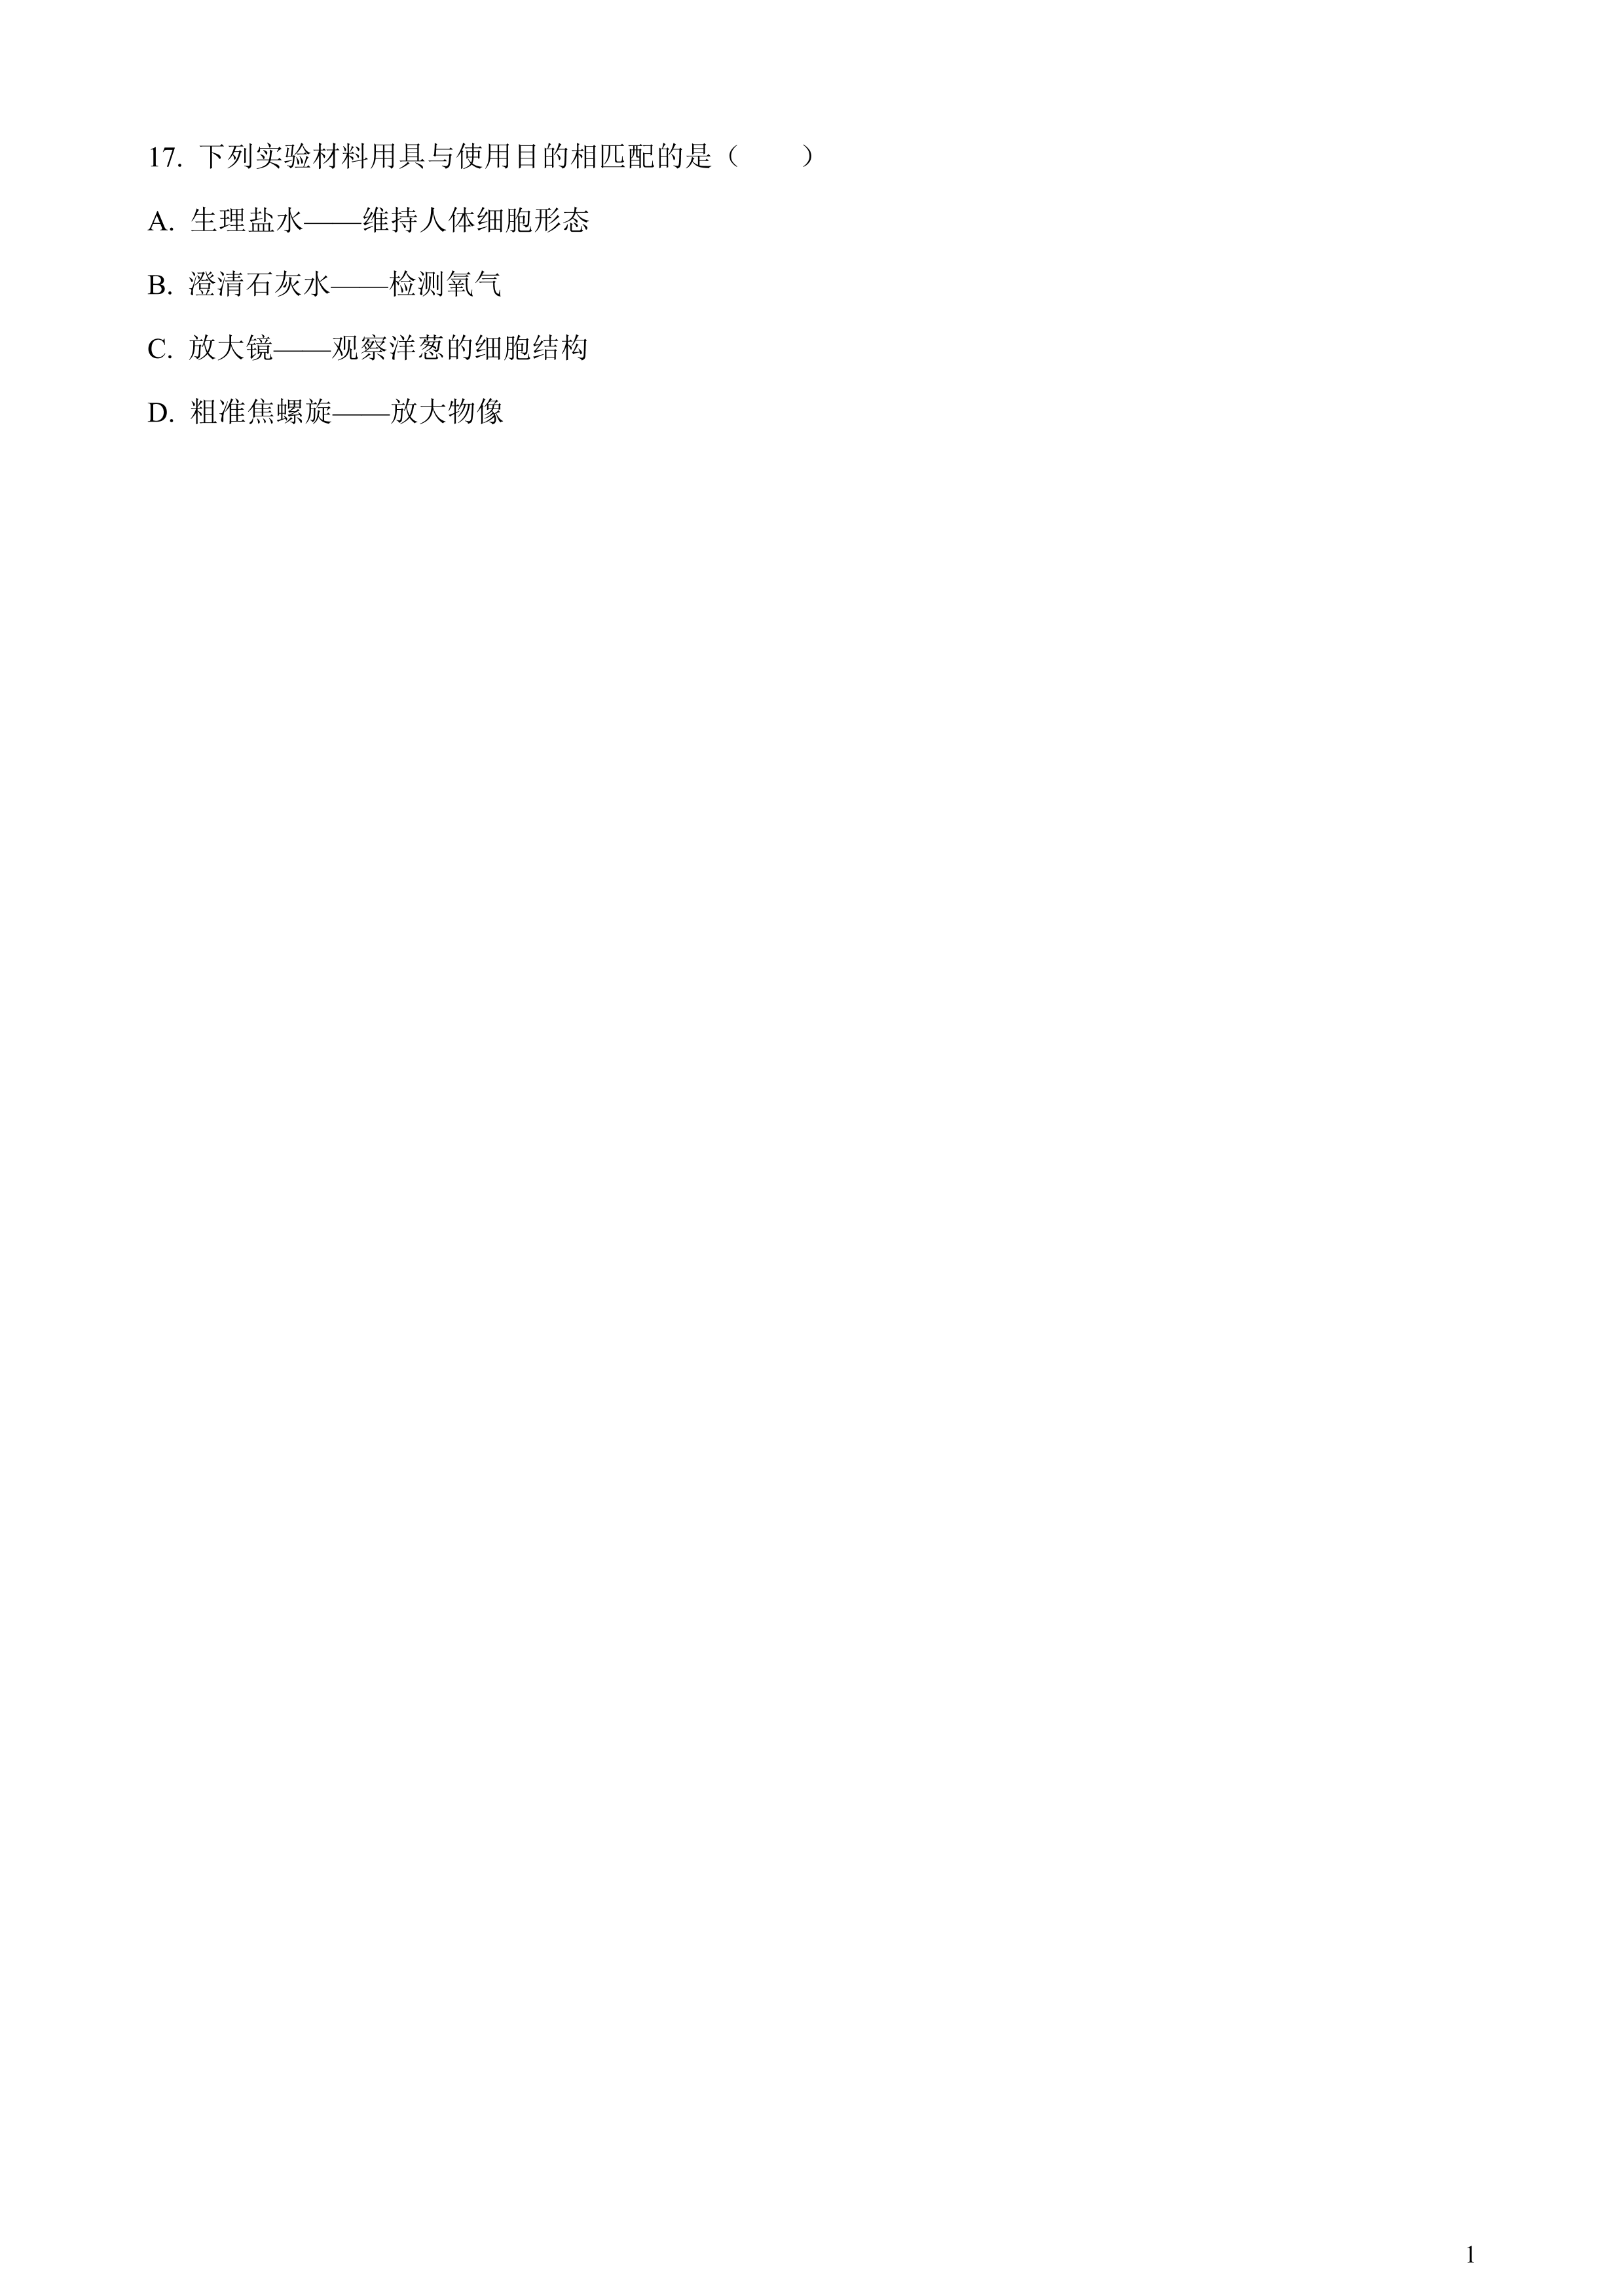 17. 下列实验材料用具与使用目的相匹配的是（　　）
A. 生理盐水——维持人体细胞形态
B. 澄清石灰水——检测氧气
C. 放大镜——观察洋葱的细胞结构
D. 粗准焦螺旋——放大物像
1